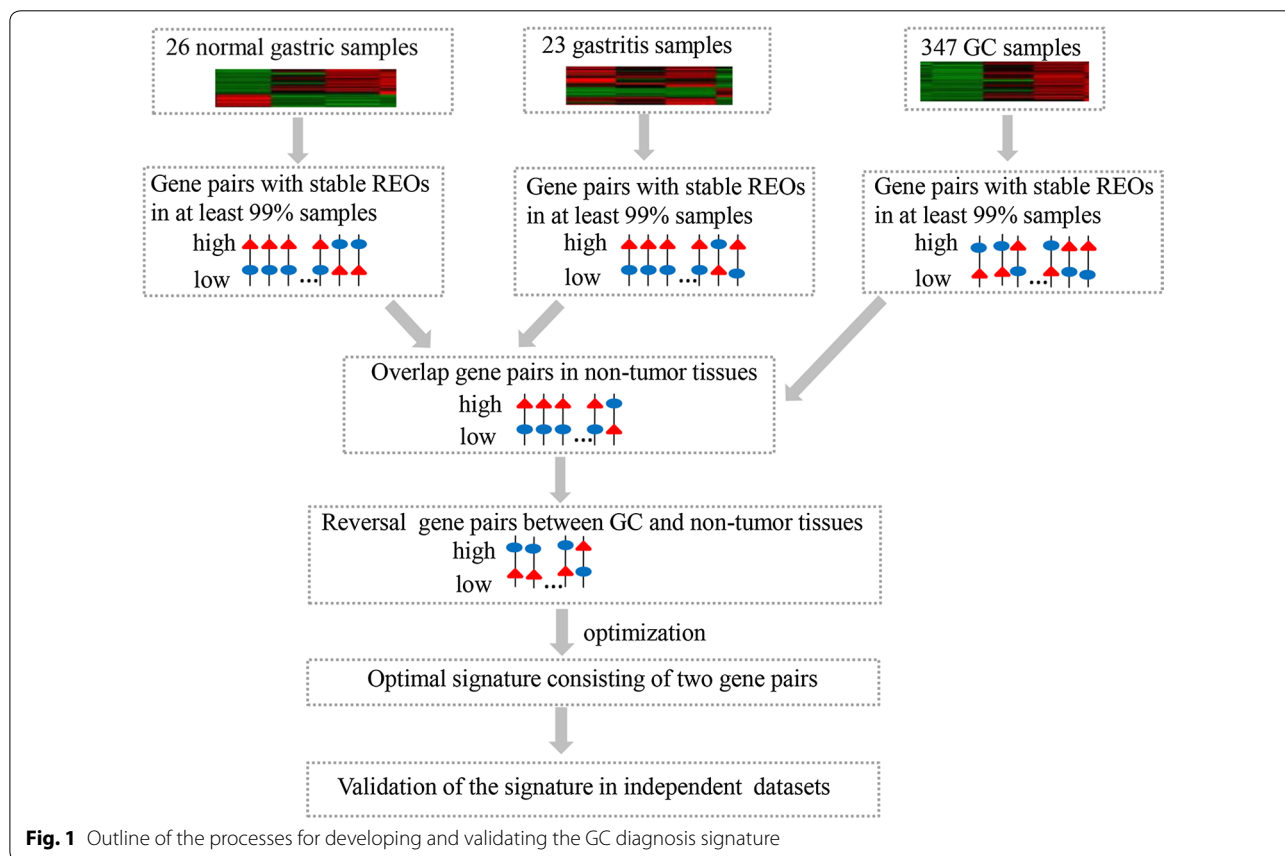 26 normal gastric samples
23 gastritis samples
347 GC samples
Gene pairs with stable REOs
in at least 99% samples
high
low
...
Gene pairs with stable REOs
in at least 99% samples
high
low
...
Gene pairs with stable REOs
in at least 99% samples
high
low
...
Overlap gene pairs in non-tumor tissues
high
low
...
Reversal gene pairs between GC and non-tumor tissues
high
low
...
optimization
Optimal signature consisting of two gene pairs
Validation of the signature in independent datasets
Fig. 1 Outline of the processes for developing and validating the GC diagnosis signature